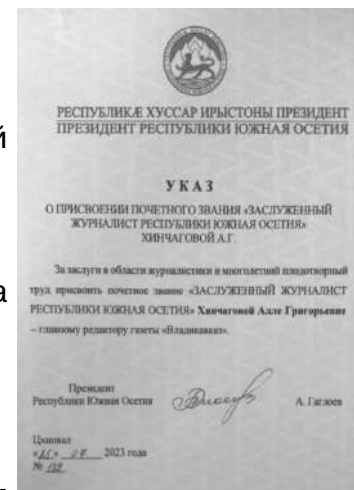 й
а
РЕСПУБЛИКÆ ХУССАР ИРЫСТОНЫ ПРЕЗИДЕНТ
ПРЕЗИДЕНТ РЕСПУБЛИКИ ЮЖНАЯ ОСЕТИЯ
УКАЗ
О ПРИСВОЕНИИ ПОЧЕТНОГО ЗВАНИЯ «ЗАСЛУЖЕННЫЙ
ЖУРНАЛИСТ РЕСПУБЛИКИ ЮЖНАЯ ОСЕТИЯ»
ХИНЧАГОВОЙ А.Г.
За заслуги в области журналистики и многолетний плодотворный
труд присвоить почетное звание «ЗАСЛУЖЕННЫЙ ЖУРНАЛИСТ
РЕСПУБЛИКИ ЮЖНАЯ ОСЕТИЯ» Хинчаговой Алле Григорьевне
– главному редактору газеты «Владикавказ».
Президент
Республики Южная Осетия
А. Гаглоев
Цхинвал
2023 года
№